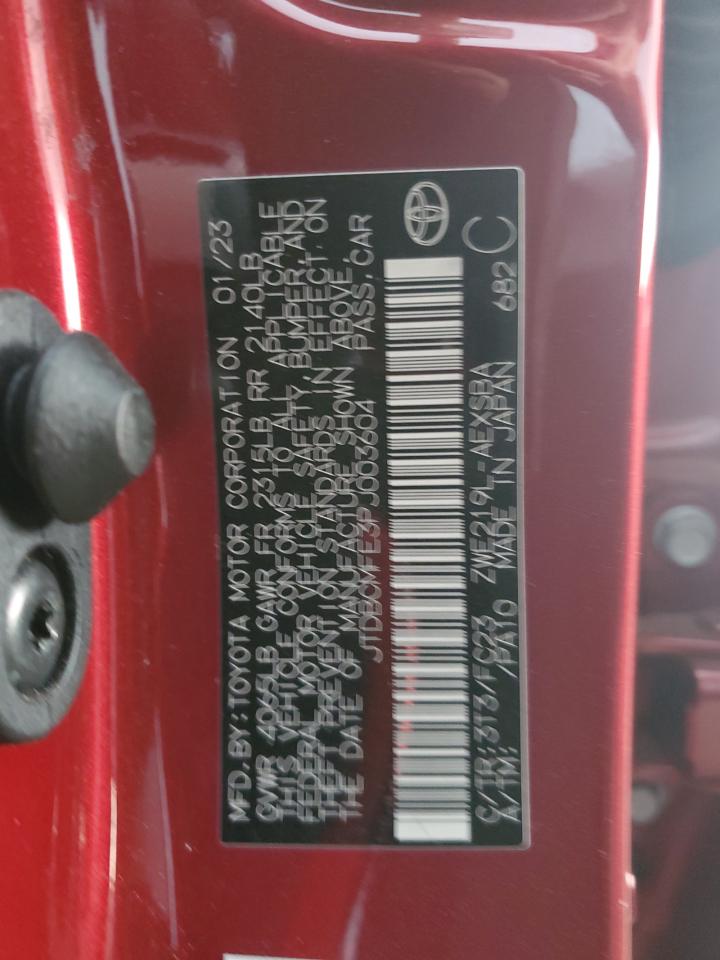 MFD.BY:TOYOTA MOTOR CORPORATION 01/23
GVWR 4065LB GAWR FR 2315LB RR 2140LB
THIS VEHICLE CONFORMS TO ALL APPLICABLE
FEDERAL MOTOR VEHICLE SAFETY, BUMPER, AND
THEFT PREVENTION STANDARDS IN EFFECT ON
THE DATE OF MANUFACTURE SHOWN ABOVE.
JTDBCMFE3PJ003604 PASS.CAR
C/TR:3T3/FC23 ZWE219L-AEXSBA 682
A/TM: /PA10 MADE IN JAPAN C